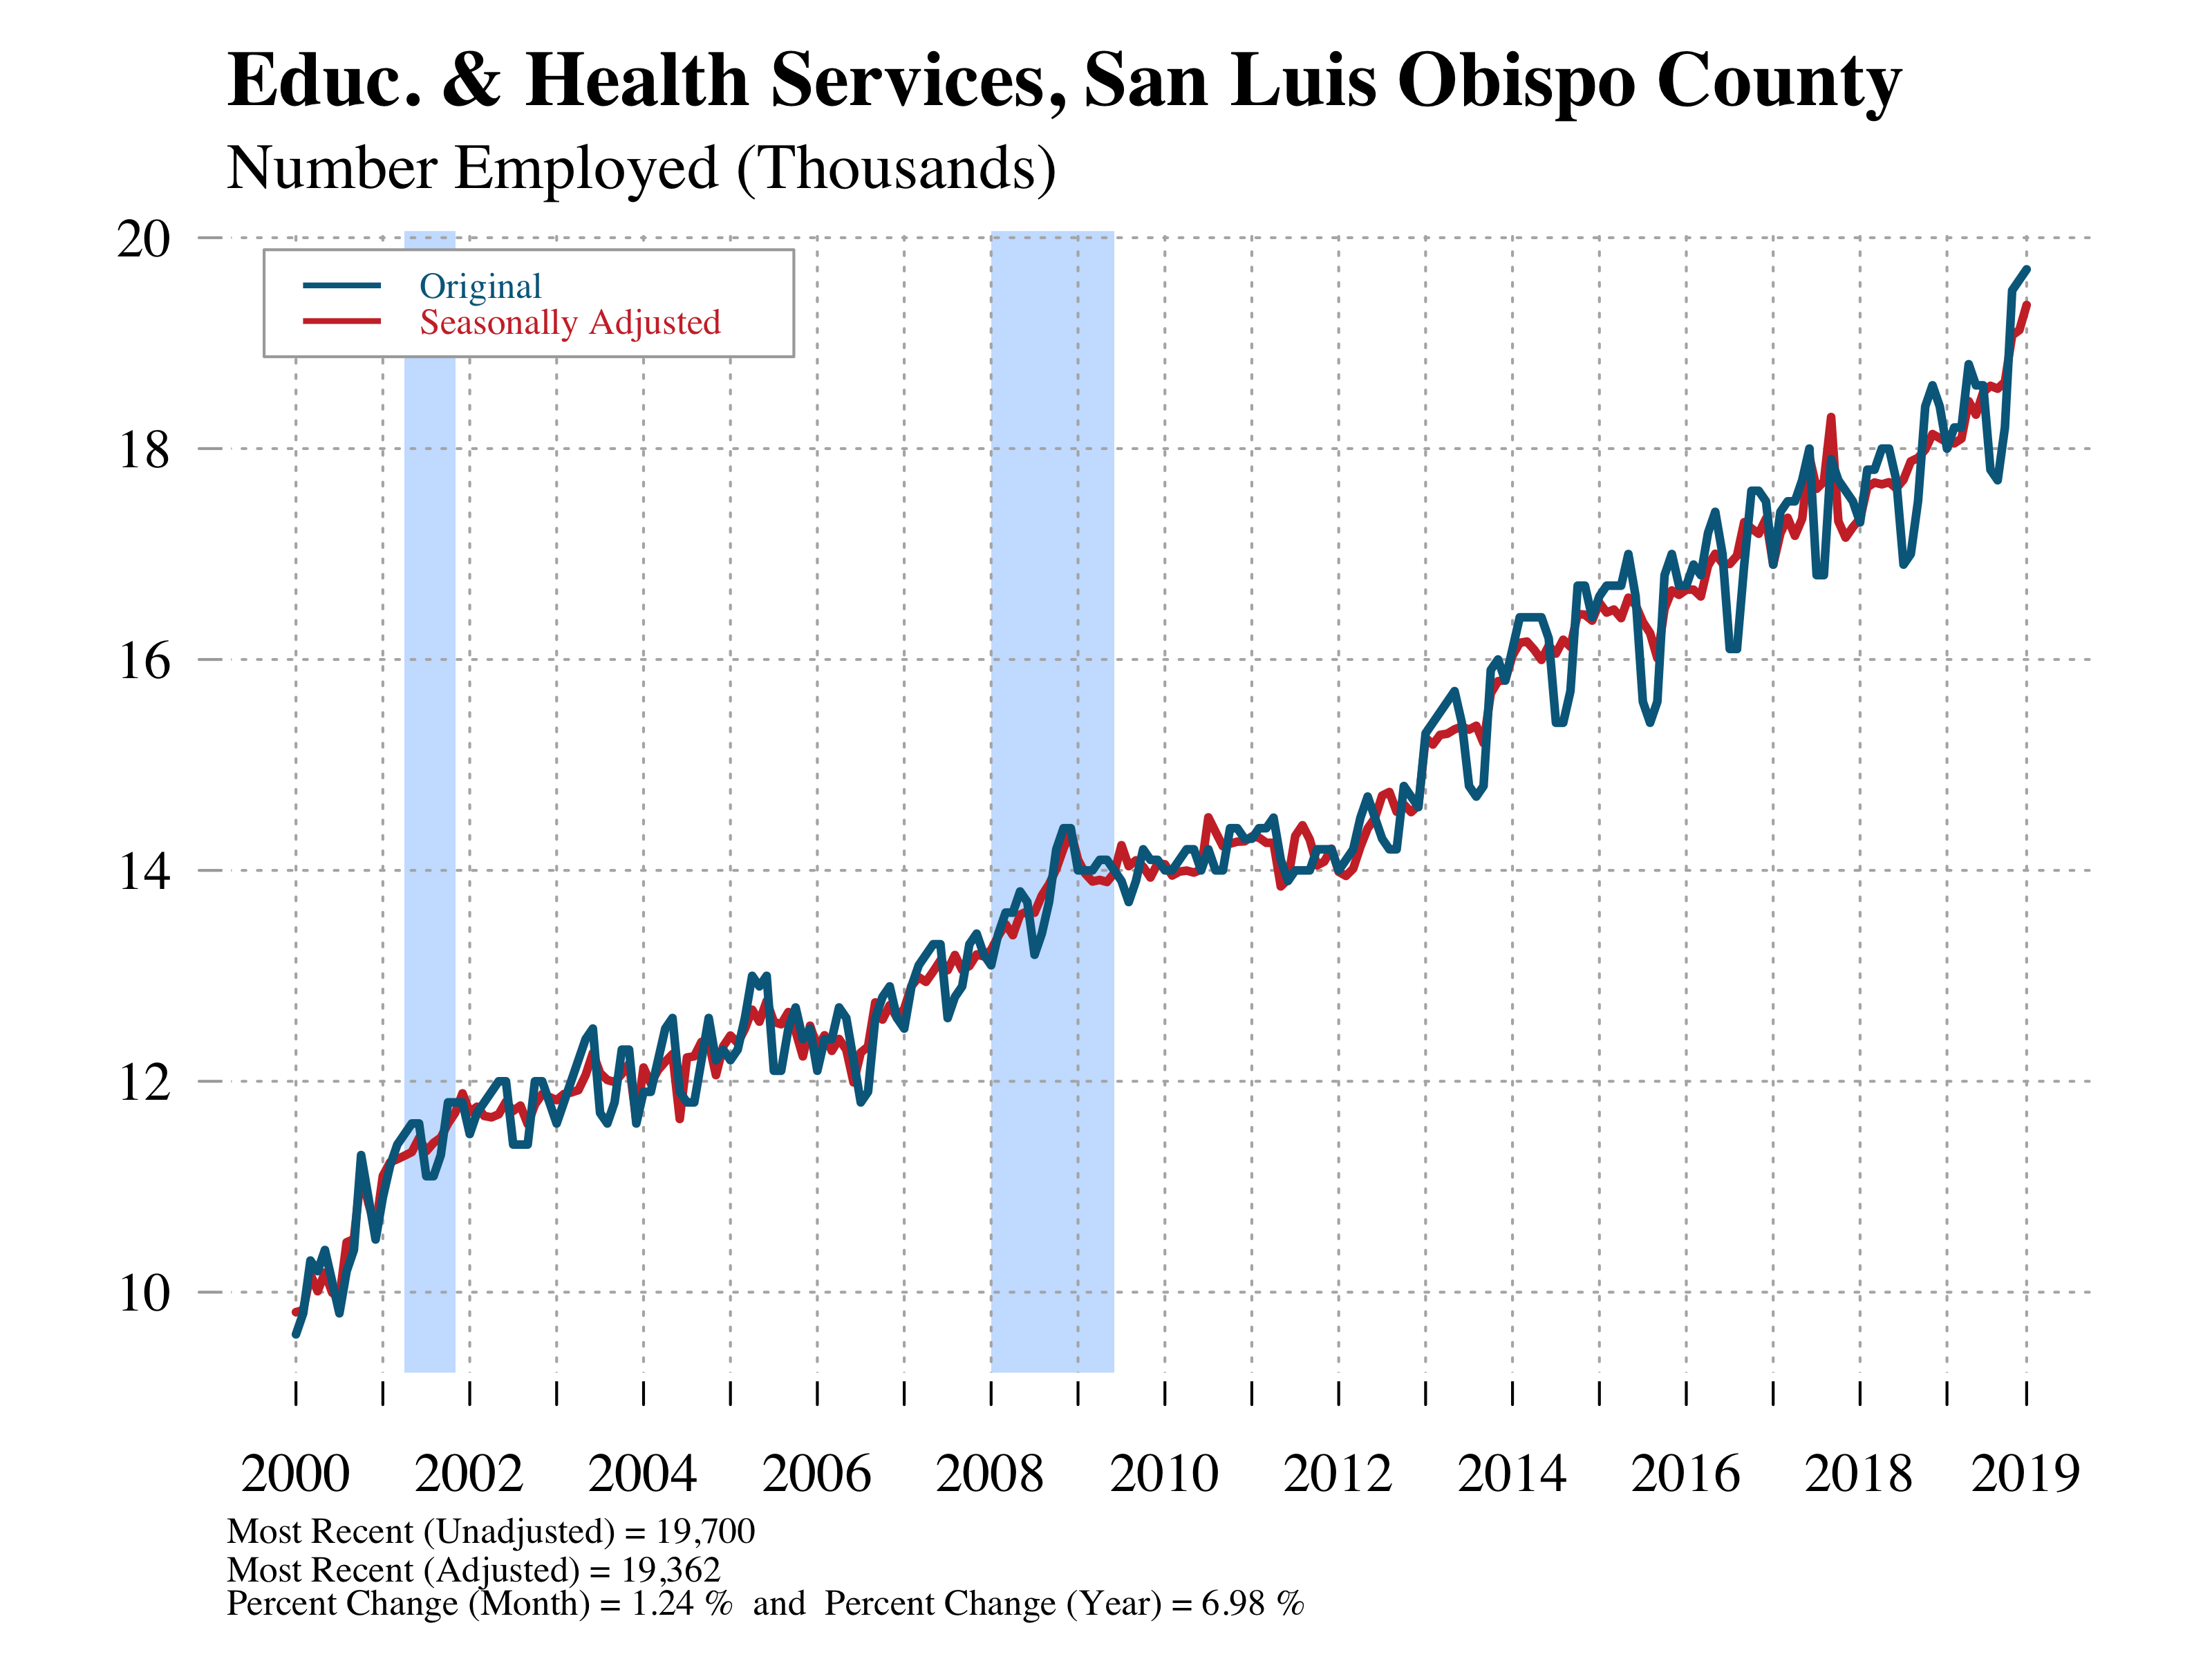 Educ. & Health Services, San Luis Obispo County
Number Employed (Thousands)
20
18
16
14
12
10
Original
Seasonally Adjusted
2000 2002 2004 2006 2008 2010 2012 2014 2016 2018 2019
Most Recent (Unadjusted) = 19,700
Most Recent (Adjusted) = 19,362
Percent Change (Month) = 1.24 % and Percent Change (Year) = 6.98 %